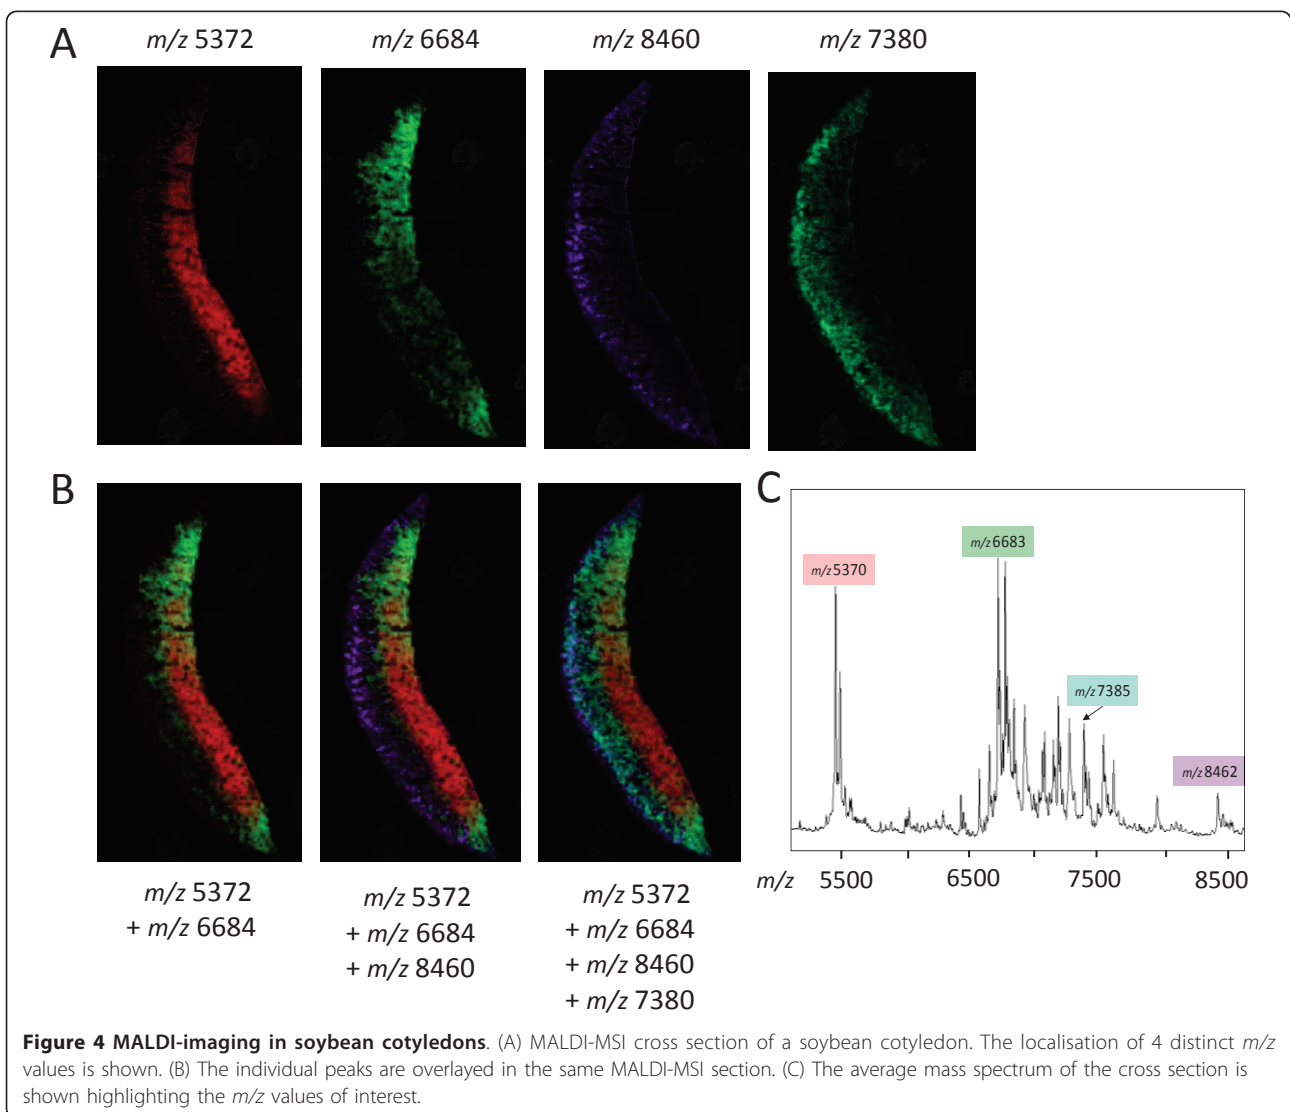 A
m/z 5372
m/z 6684
m/z 8460
m/z 7380
B
m/z 5372
+ m/z 6684
m/z 5372
+ m/z 6684
+ m/z 8460
m/z 5372
+ m/z 6684
+ m/z 8460
+ m/z 7380
C
m/z 5370
m/z 6683
m/z 7385
m/z 8462
m/z 5500 6500 7500 8500
Figure 4 MALDI-imaging in soybean cotyledons. (A) MALDI-MSI cross section of a soybean cotyledon. The localisation of 4 distinct m/z
values is shown. (B) The individual peaks are overlayed in the same MALDI-MSI section. (C) The average mass spectrum of the cross section is
shown highlighting the m/z values of interest.